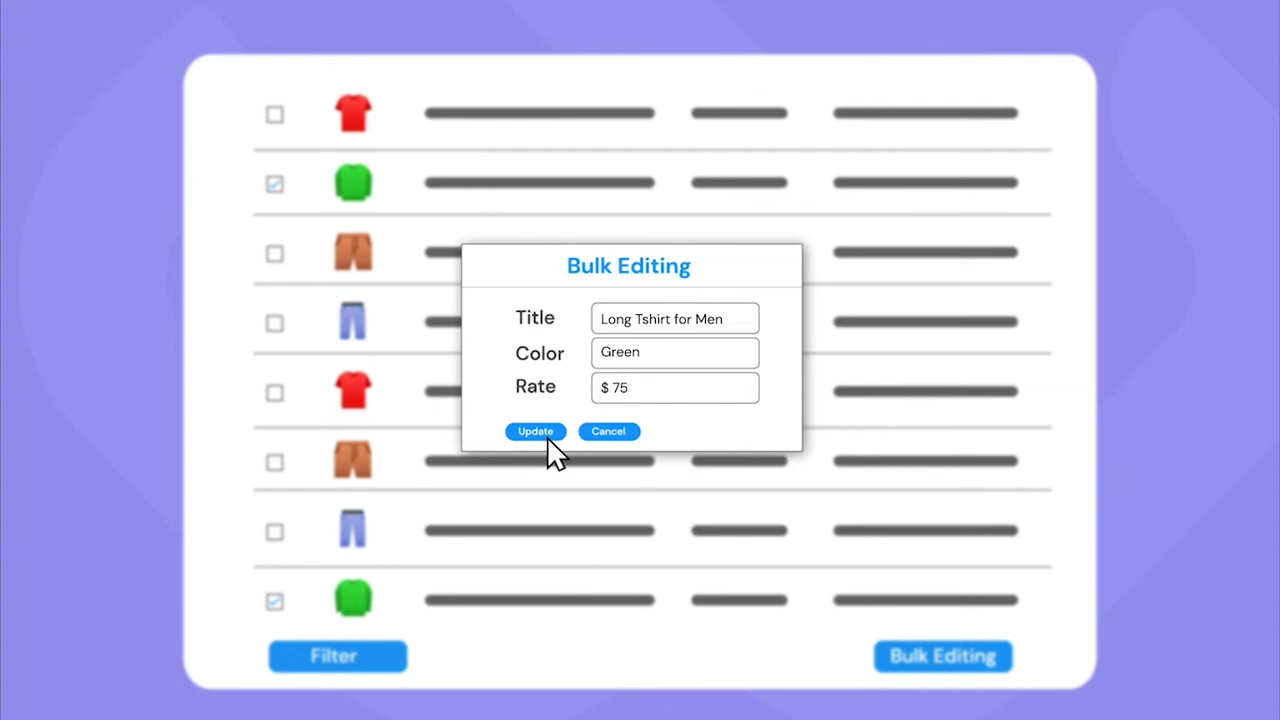 Bulk Editing
Title Long Tshirt for Men
Color Green
Rate $ 75
Update Cancel
Filter Bulk Editing